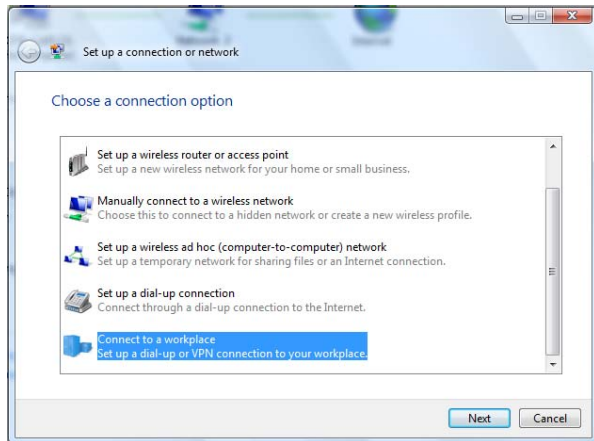 Set up a connection or network
Choose a connection option
Set up a wireless router or access point
Set up a new wireless network for your home or small business.
Manually connect to a wireless network
Choose this to connect to a hidden network or create a new wireless profile.
Set up a wireless ad hoc (computer-to-computer) network
Set up a temporary network for sharing files or an Internet connection.
Set up a dial-up connection
Connect through a dial-up connection to the Internet.
Connect to a workplace
Set up a dial-up or VPN connection to your workplace.
Next
Cancel